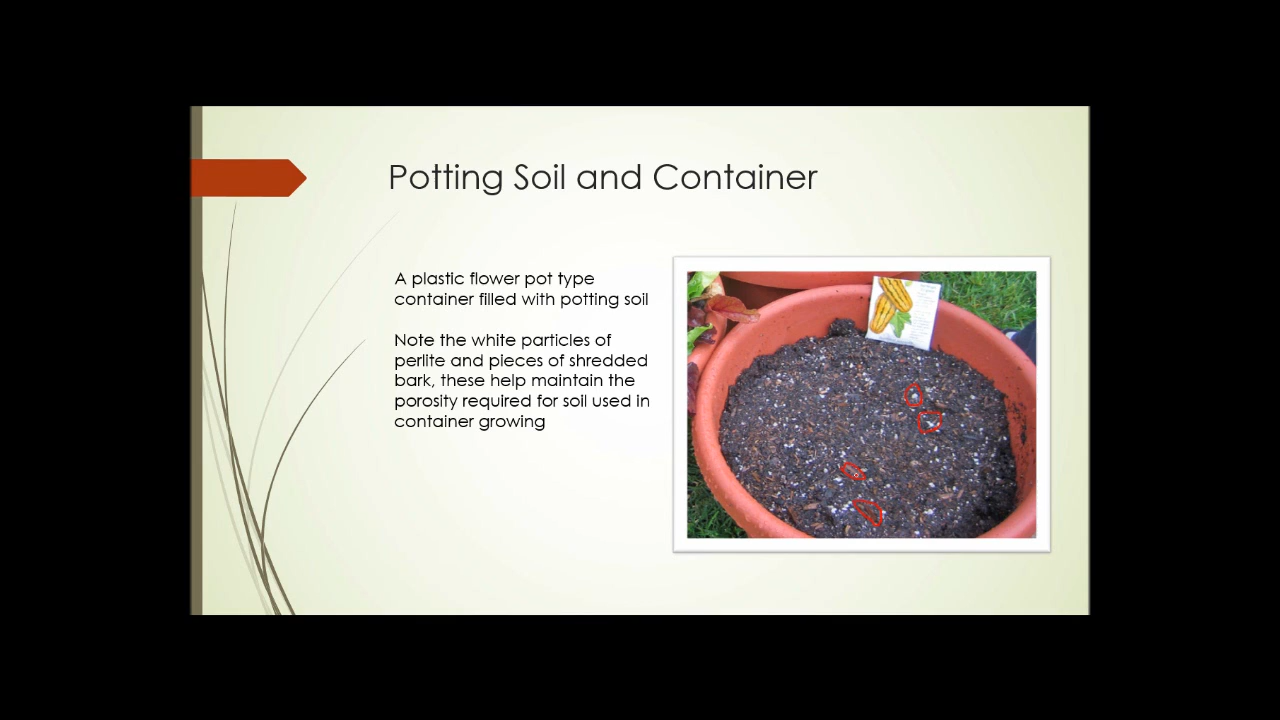 Potting Soil and Container
A plastic flower pot type
container filled with potting soil
Note the white particles of
perlite and pieces of shredded
bark, these help maintain the
porosity required for soil used in
container growing